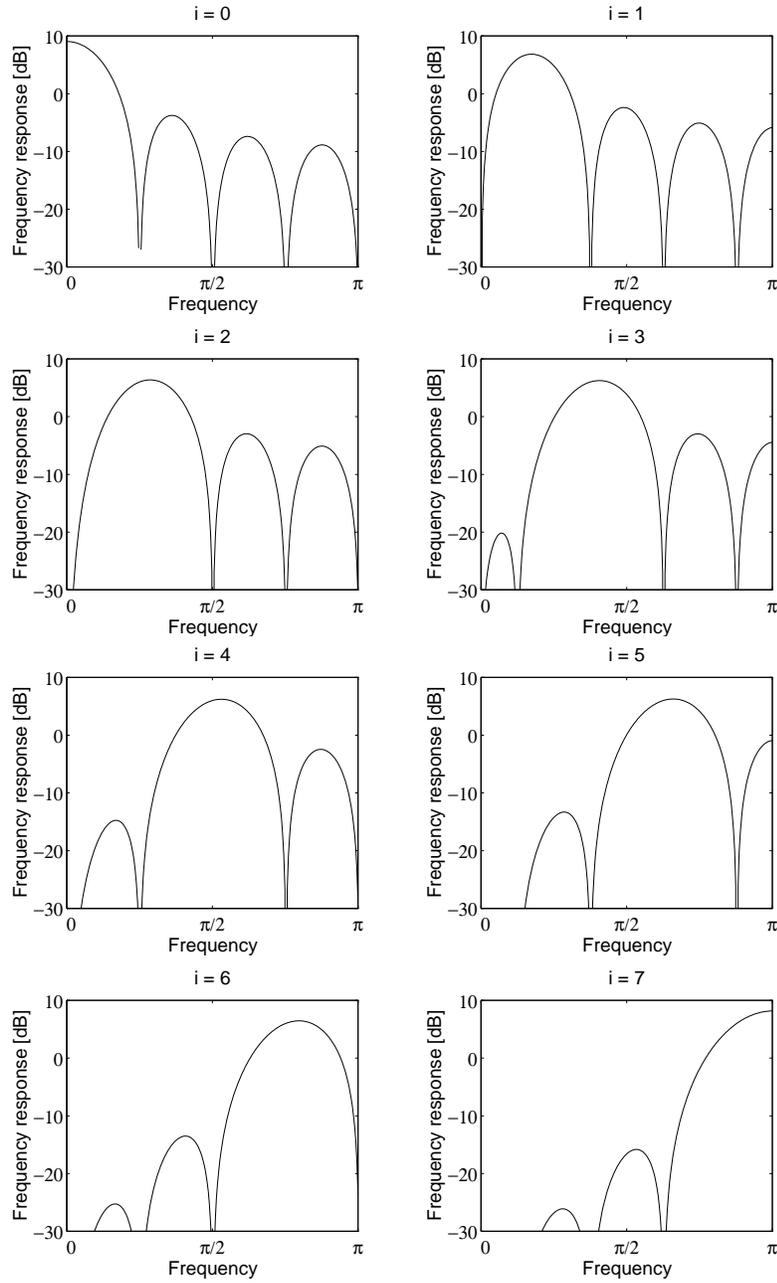 i = 0
10
0
−10
−20
−30
Frequency response [dB]
0
π/2
π
Frequency
i = 1
10
0
−10
−20
−30
Frequency response [dB]
0
π/2
π
Frequency
i = 2
10
0
−10
−20
−30
Frequency response [dB]
0
π/2
π
Frequency
i = 3
10
0
−10
−20
−30
Frequency response [dB]
0
π/2
π
Frequency
i = 4
10
0
−10
−20
−30
Frequency response [dB]
0
π/2
π
Frequency
i = 5
10
0
−10
−20
−30
Frequency response [dB]
0
π/2
π
Frequency
i = 6
10
0
−10
−20
−30
Frequency response [dB]
0
π/2
π
Frequency
i = 7
10
0
−10
−20
−30
Frequency response [dB]
0
π/2
π
Frequency